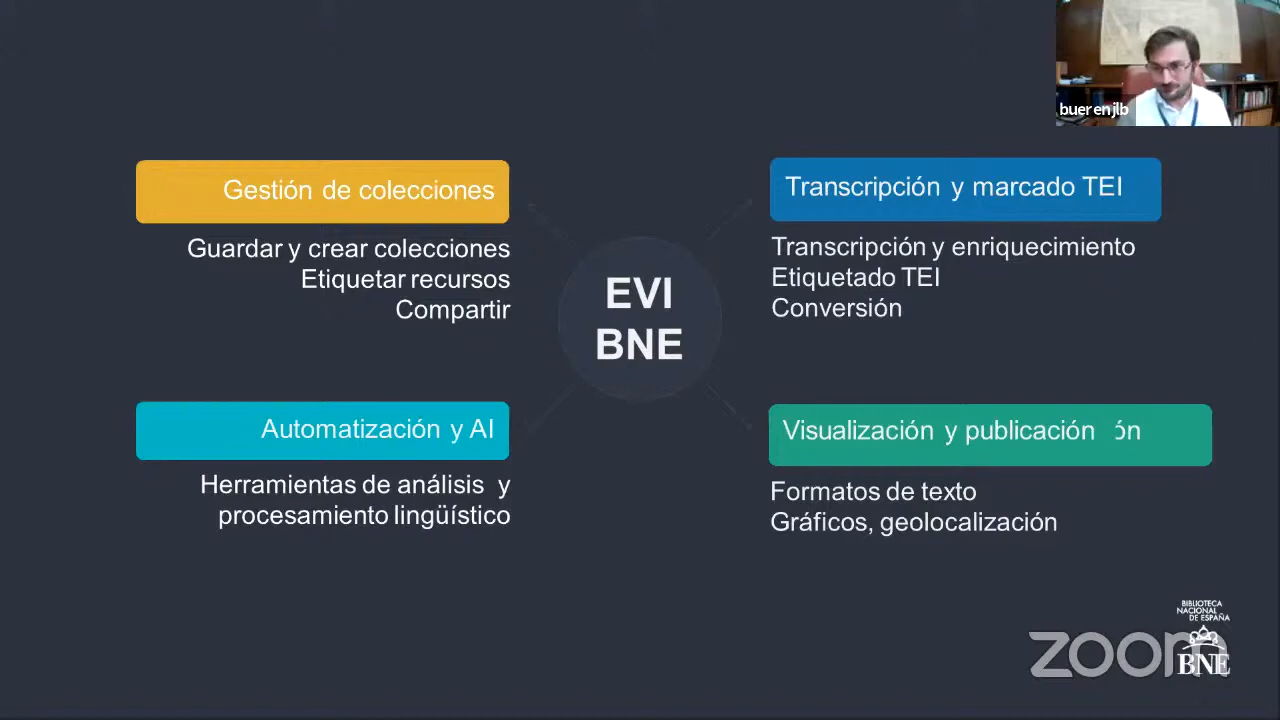 buerenjlb
Gestión de colecciones
Guardar y crear colecciones
Etiquetar recursos
Compartir
Transcripción y marcado TEI
Transcripción y enriquecimiento
Etiquetado TEI
Conversión
EVI
BNE
Automatización y AI
Herramientas de análisis y
procesamiento lingüístico
Visualización y publicación ón
Formatos de texto
Gráficos, geolocalización
BIBLIOTECA
NACIONAL
DE ESPAÑA
zoom
BNE